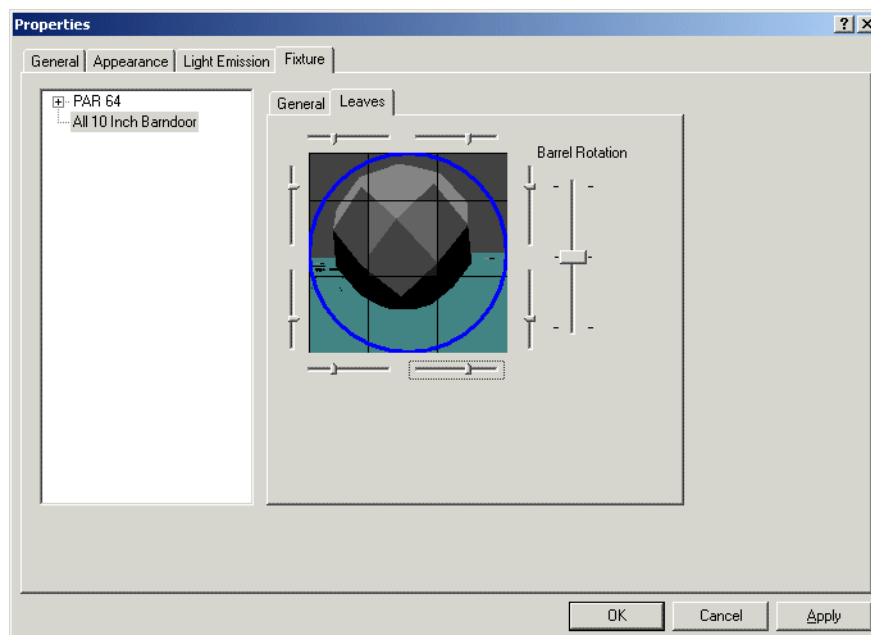 Properties
General Appearance Light Emission Fixture
PAR 64
All 10 Inch Barndoor
General Leaves
Barrel Rotation
OK Cancel Apply